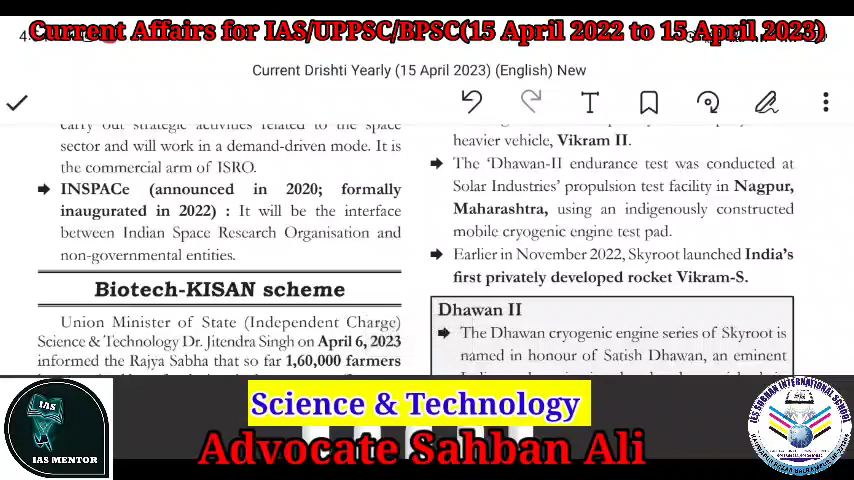 Current Affairs for IAS/UPPSC/BPSC(15 April 2022 to 15 April 2023)
Current Drishti Yearly (15 April 2023) (English) New
carry out strategic activities related to the space
sector and will work in a demand-driven mode. It is
the commercial arm of ISRO.
INSPACe (announced in 2020; formally
inaugurated in 2022) : It will be the interface
between Indian Space Research Organisation and
non-governmental entities.
Biotech-KISAN scheme
Union Minister of State (Independent Charge)
Science & Technology Dr. Jitendra Singh on April 6, 2023
informed the Rajya Sabha that so far 1,60,000 farmers
heavier vehicle, Vikram II.
The 'Dhawan-II endurance test was conducted at
Solar Industries' propulsion test facility in Nagpur,
Maharashtra, using an indigenously constructed
mobile cryogenic engine test pad.
Earlier in November 2022, Skyroot launched India's
first privately developed rocket Vikram-S.
Dhawan II
The Dhawan cryogenic engine series of Skyroot is
named in honour of Satish Dhawan, an eminent
Science & Technology
Advocate Sahban Ali
IAS
IAS MENTOR